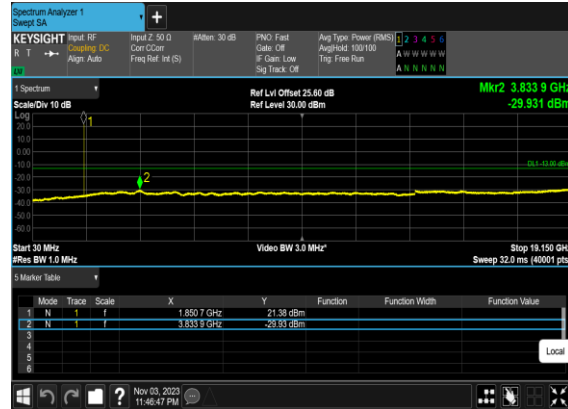 Spectrum Analyzer 1
Swept SA
+
KEYSIGHT Input: RF Input Z: 50 Ω #Atten: 30 dB PNO: Fast Avg Type: Power (RMS) 1 2 3 4 5 6
R T Coupling: DC Corr CCorr Gate: Off Avg|Hold: 100/100 A W W W W W
Align: Auto Freq Ref: Int (S) IF Gain: Low Trig: Free Run
Sig Track: Off A N N N N N
1 Spectrum Ref Lvl Offset 25.60 dB Mkr2 3.833 9 GHz
Scale/Div 10 dB Ref Level 30.00 dBm -29.931 dBm
Log
20.0
10.0
0.00
-10.0
-20.0
-30.0
-40.0
-50.0
-60.0
1
2
DL1 -13.00 dBm
Start 30 MHz Video BW 3.0 MHz* Stop 19.150 GHz
#Res BW 1.0 MHz Sweep 32.0 ms (40001 pts)
5 Marker Table
Mode Trace Scale X Y Function Function Width Function Value
1 N 1 f 1.850 7 GHz 21.38 dBm
2 N 1 f 3.833 9 GHz -29.93 dBm
3
4
5
6
Local
? Nov 03, 2023
11:46:47 PM